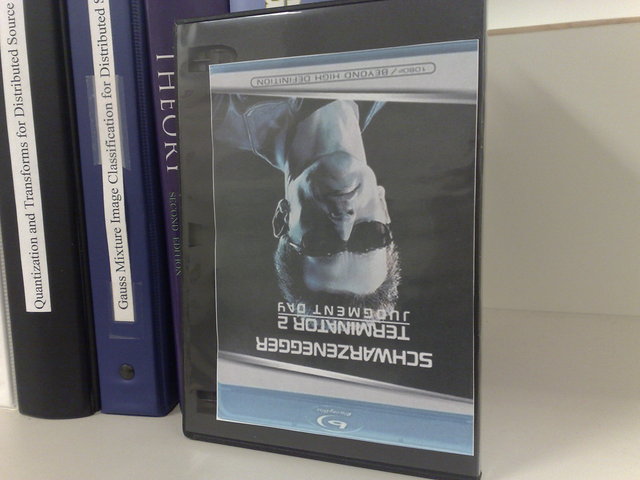 Quantization and Transforms for Distributed Source
Gauss Mixture Image Classification for Distributed S
THEORY
SECOND EDITION
SCHWARZENEGGER
TERMINATOR 2
JUDGMENT DAY
1080P / BEYOND HIGH DEFINITION